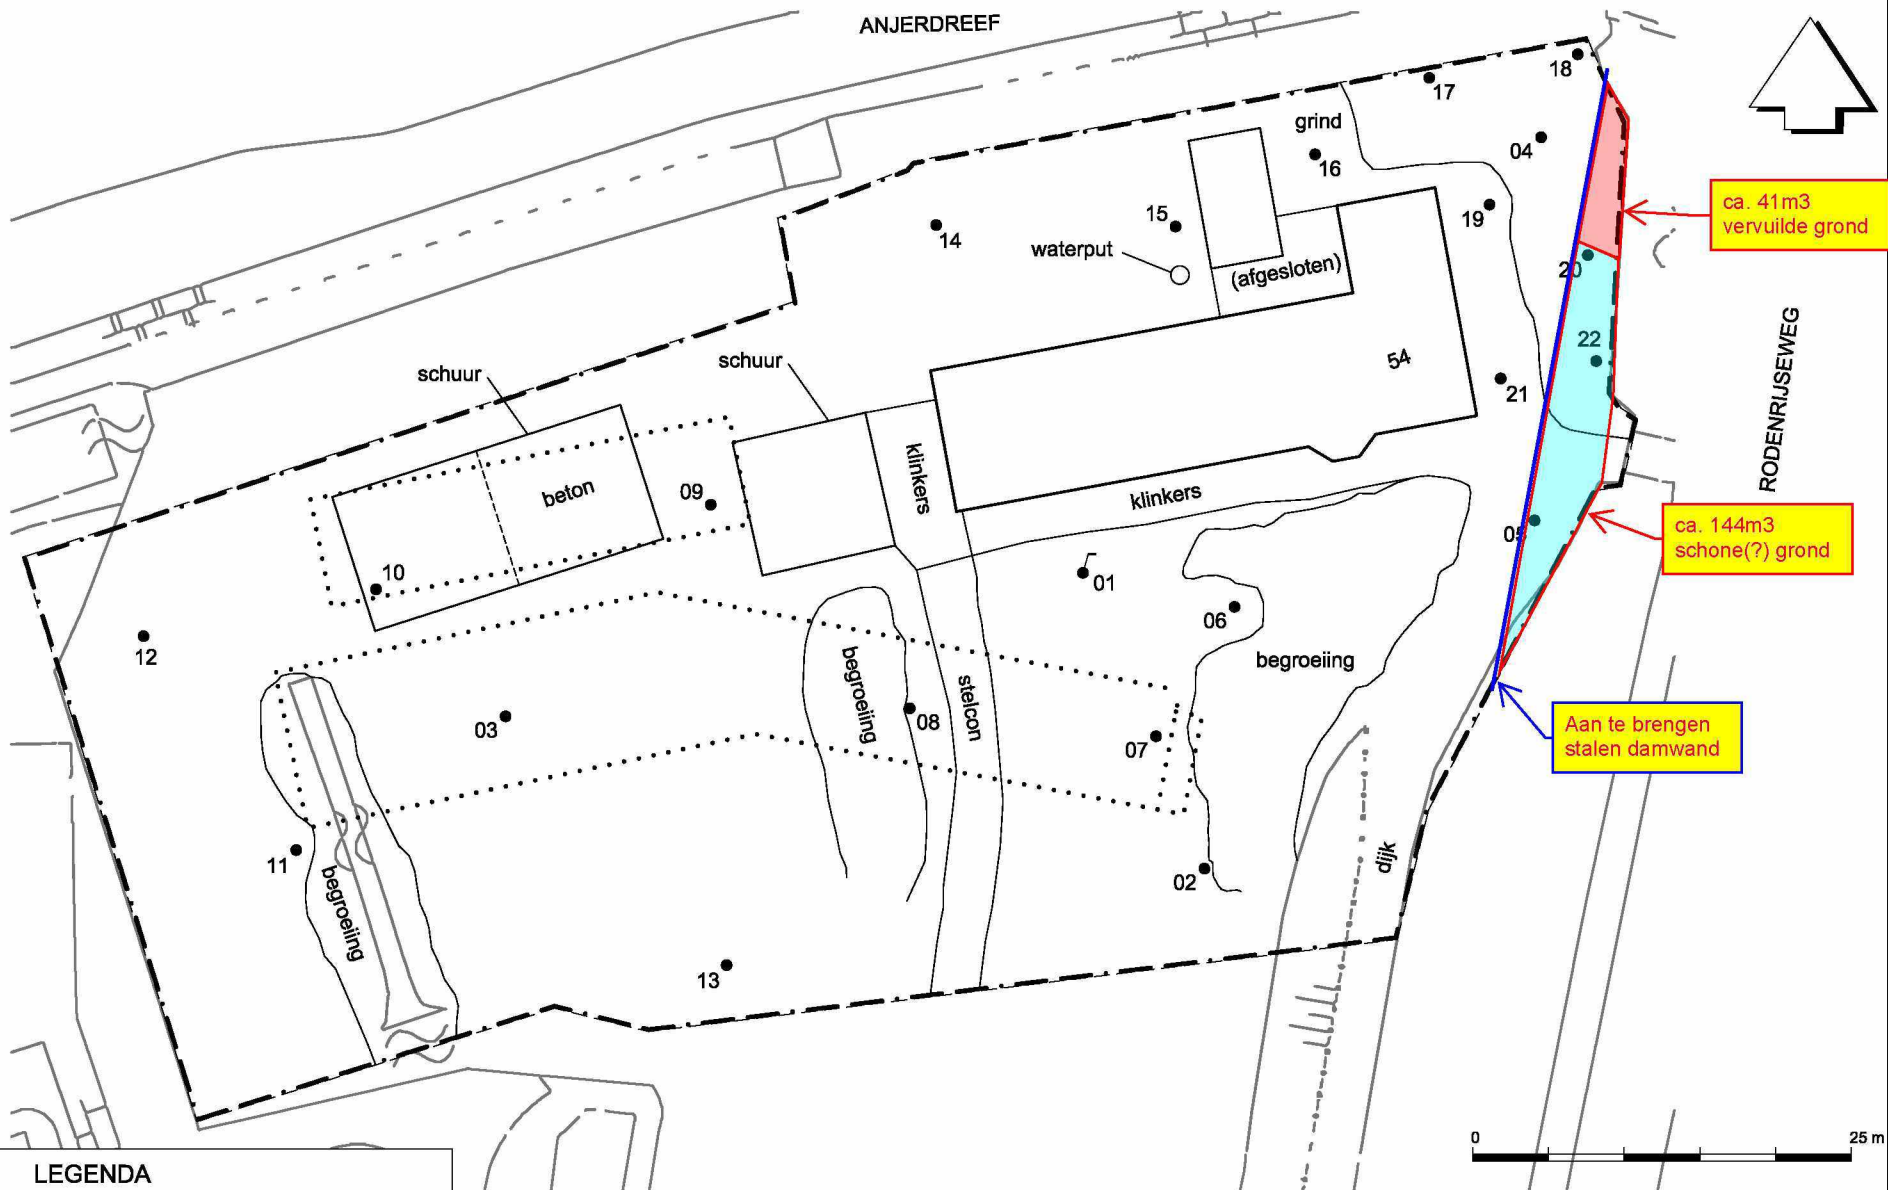 ANJERDREEF
18
17
grind
04
16
ca. 41m3
vervuilde grond
15
19
14
waterput
(afgesloten)
20
RODENRIJSEWEG
22
schuur
schuur
54
21
klinkers
beton
09
klinkers
05
ca. 144m3
schone(?) grond
10
01
06
12
begroeiing
begroeiing
stelcon
03
08
07
Aan te brengen
stalen damwand
11
dijk
02
begroeiing
13
0
25 m
LEGENDA